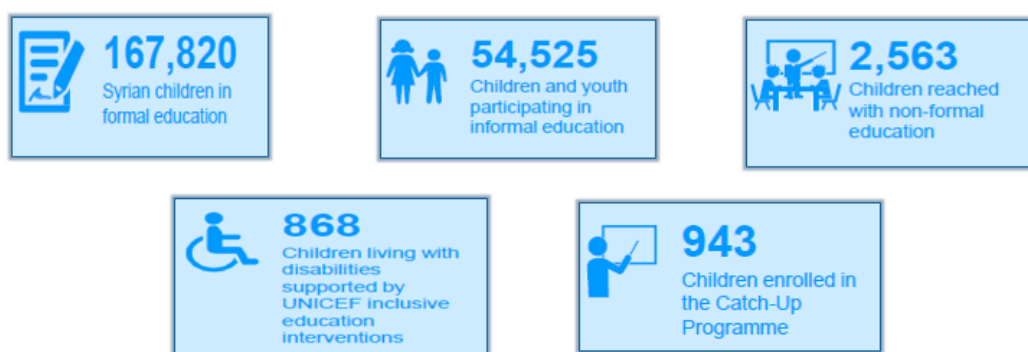 167,820
Syrian children in
formal education
54,525
Children and youth
participating in
informal education
2,563
Children reached
with non-formal
education
868
Children living with
disabilities
supported by
UNICEF inclusive
education
interventions
943
Children enrolled in
the Catch-Up
Programme